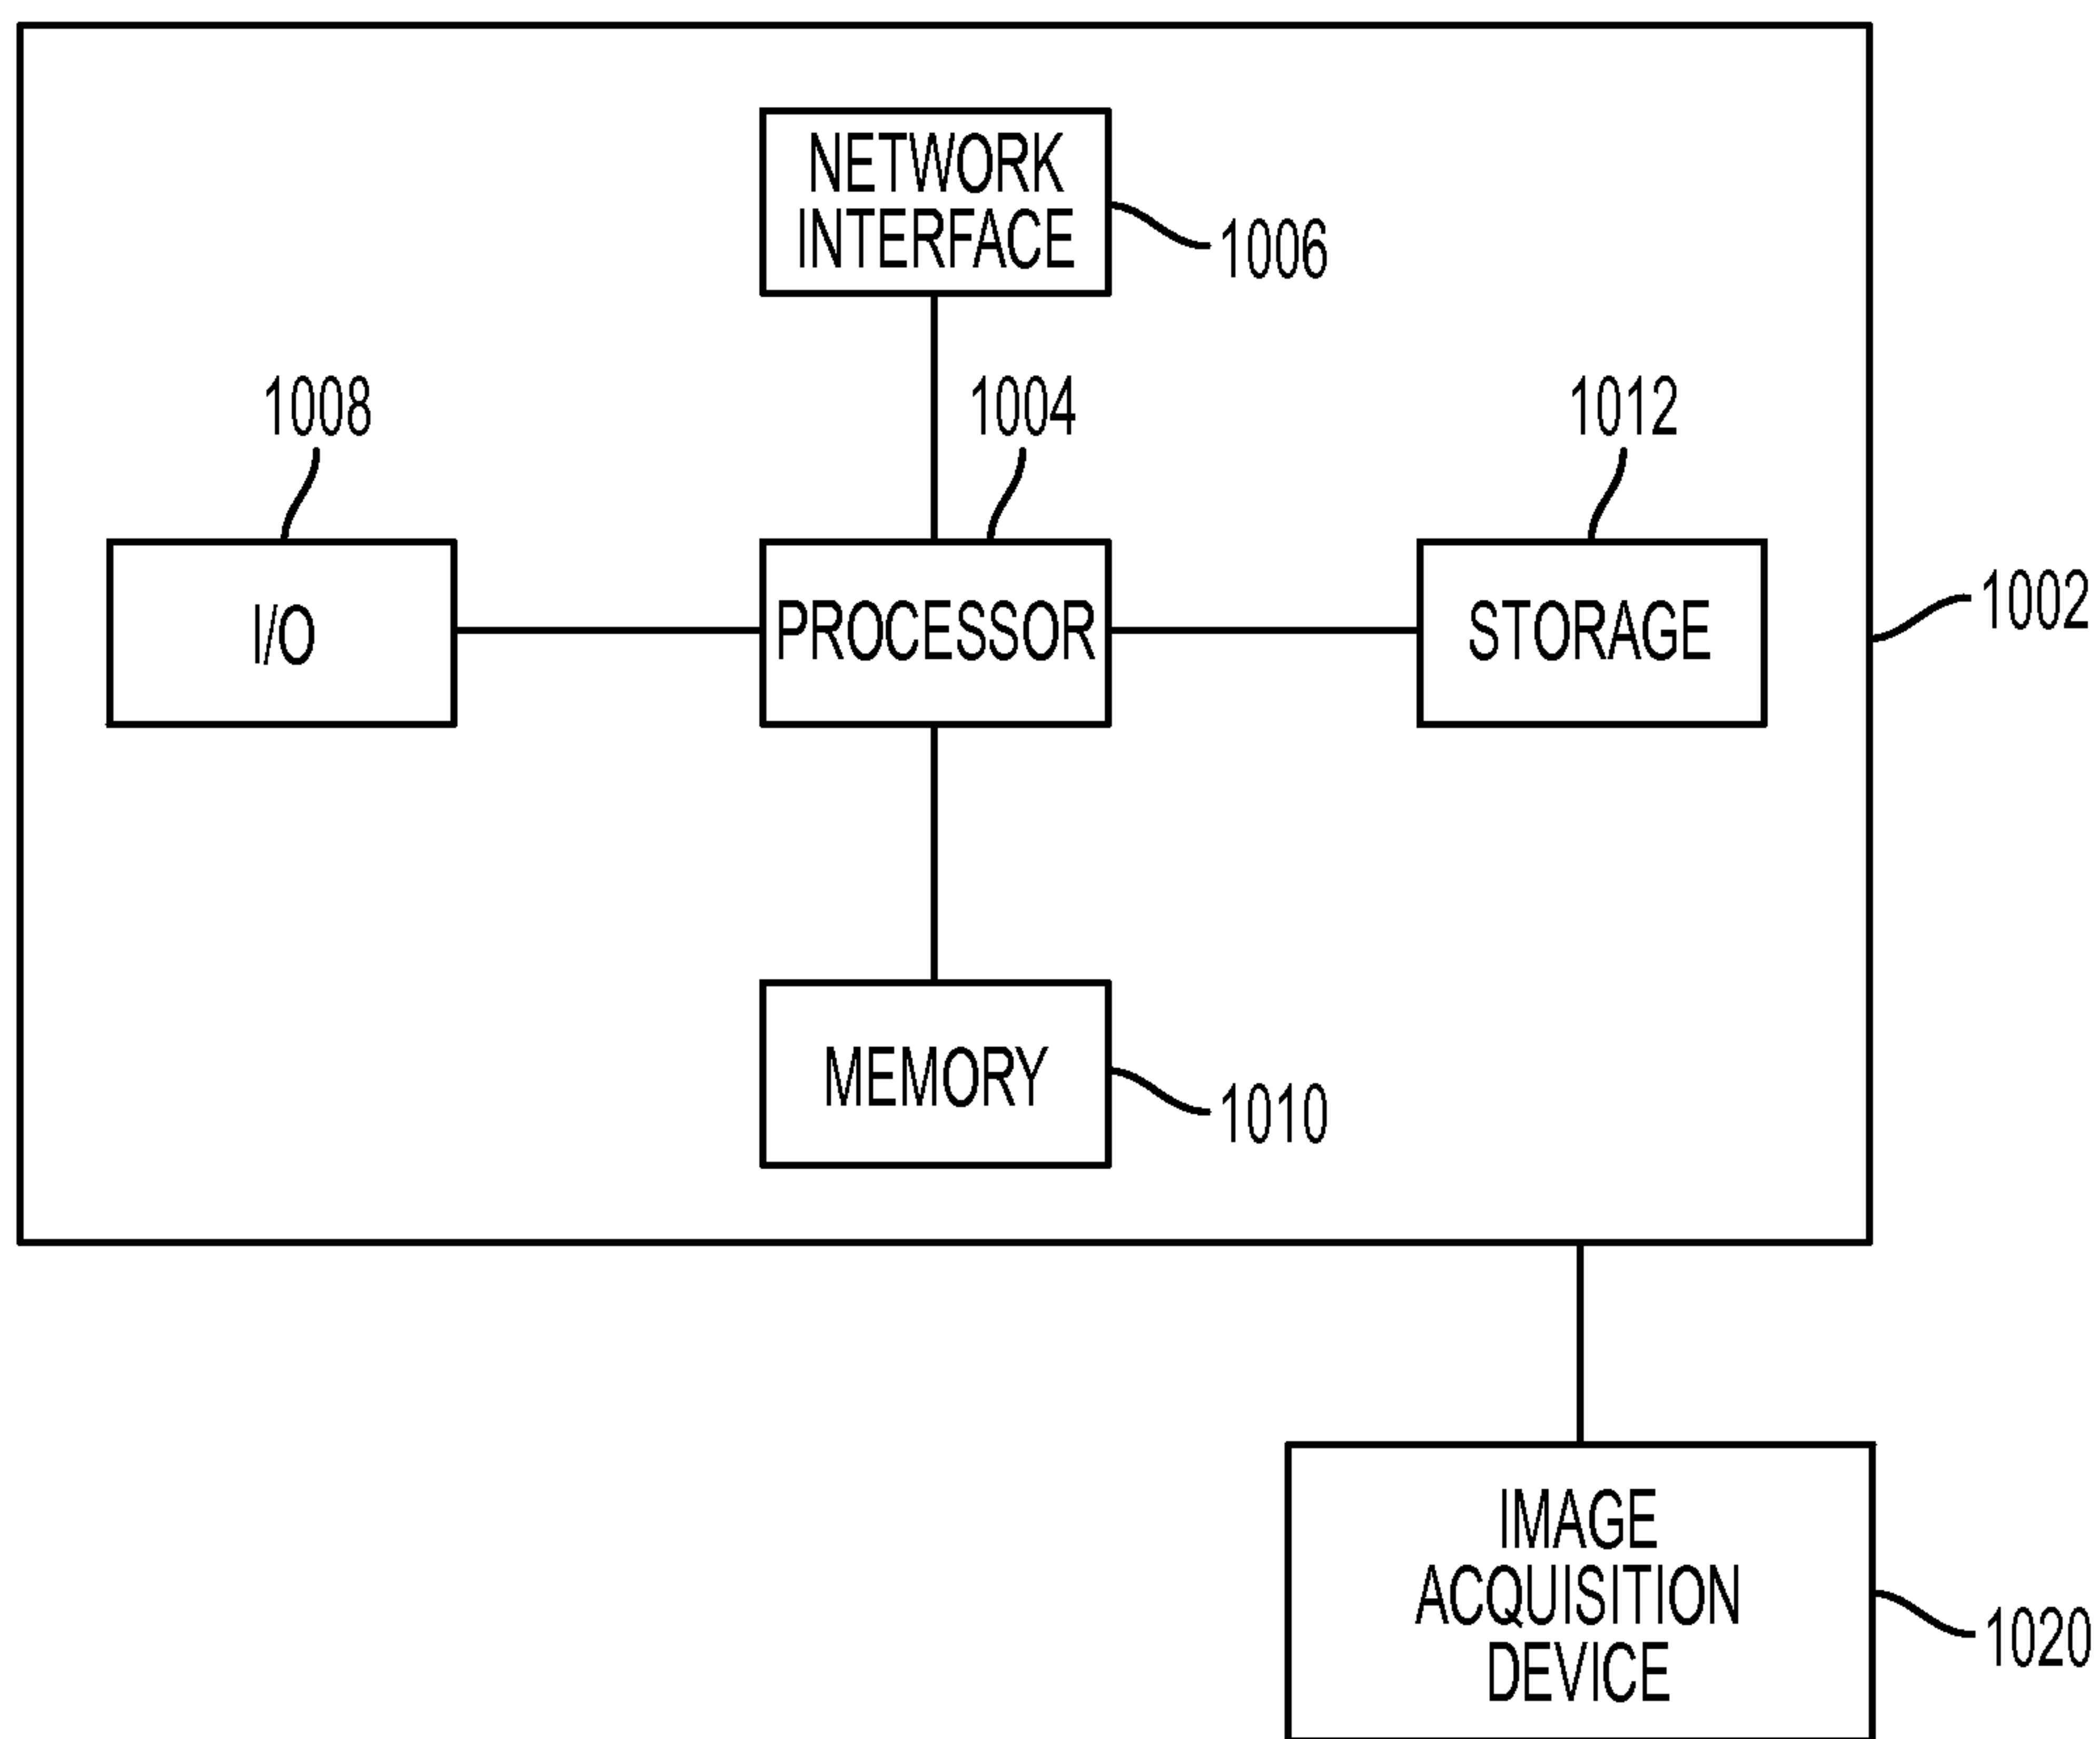 NETWORK
INTERFACE
1006
1008
1004
1012
I/O
PROCESSOR
STORAGE
1002
MEMORY
1010
IMAGE
ACQUISITION
DEVICE
1020